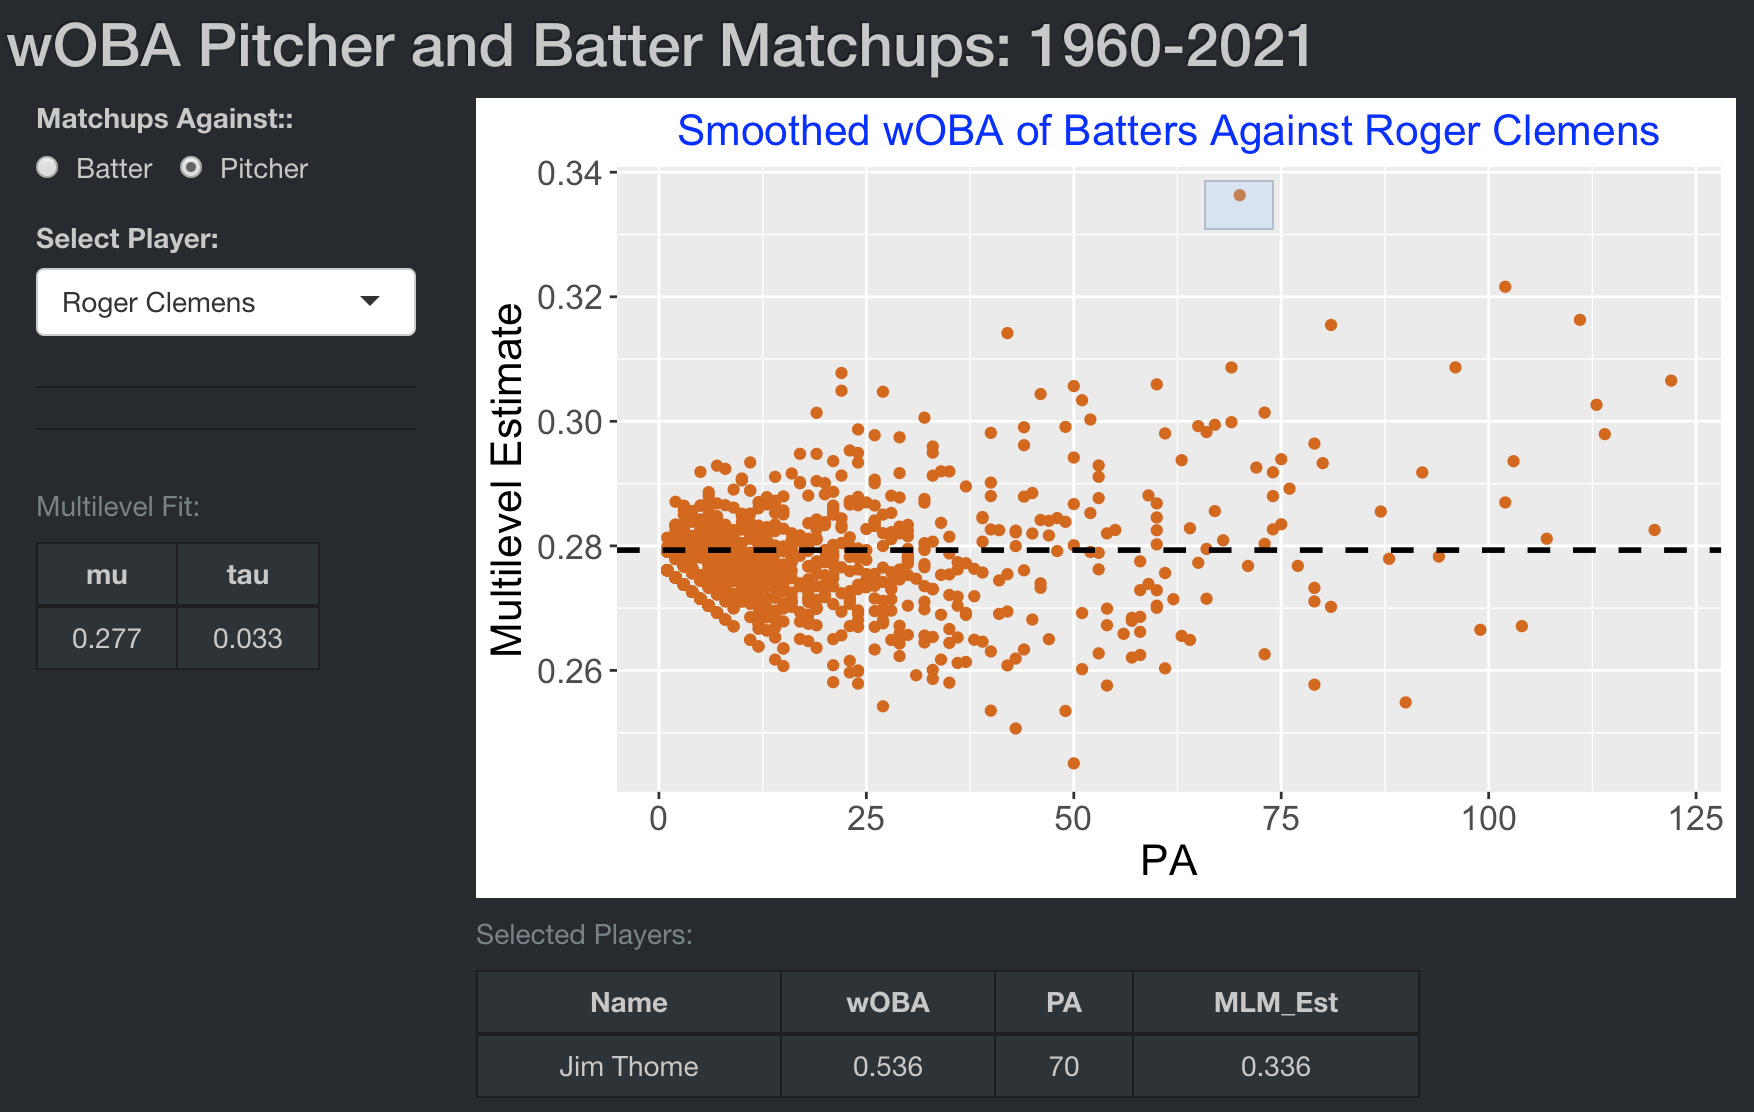 wOBA Pitcher and Batter Matchups: 1960-2021
Matchups Against::
Batter Pitcher
Select Player:
Roger Clemens
Multilevel Fit:
mu tau
0.277 0.033
Smoothed wOBA of Batters Against Roger Clemens
Multilevel Estimate
0.34
0.32
0.30
0.28
0.26
0 25 50 75 100 125
PA
Selected Players:
Name wOBA PA MLM_Est
Jim Thome 0.536 70 0.336